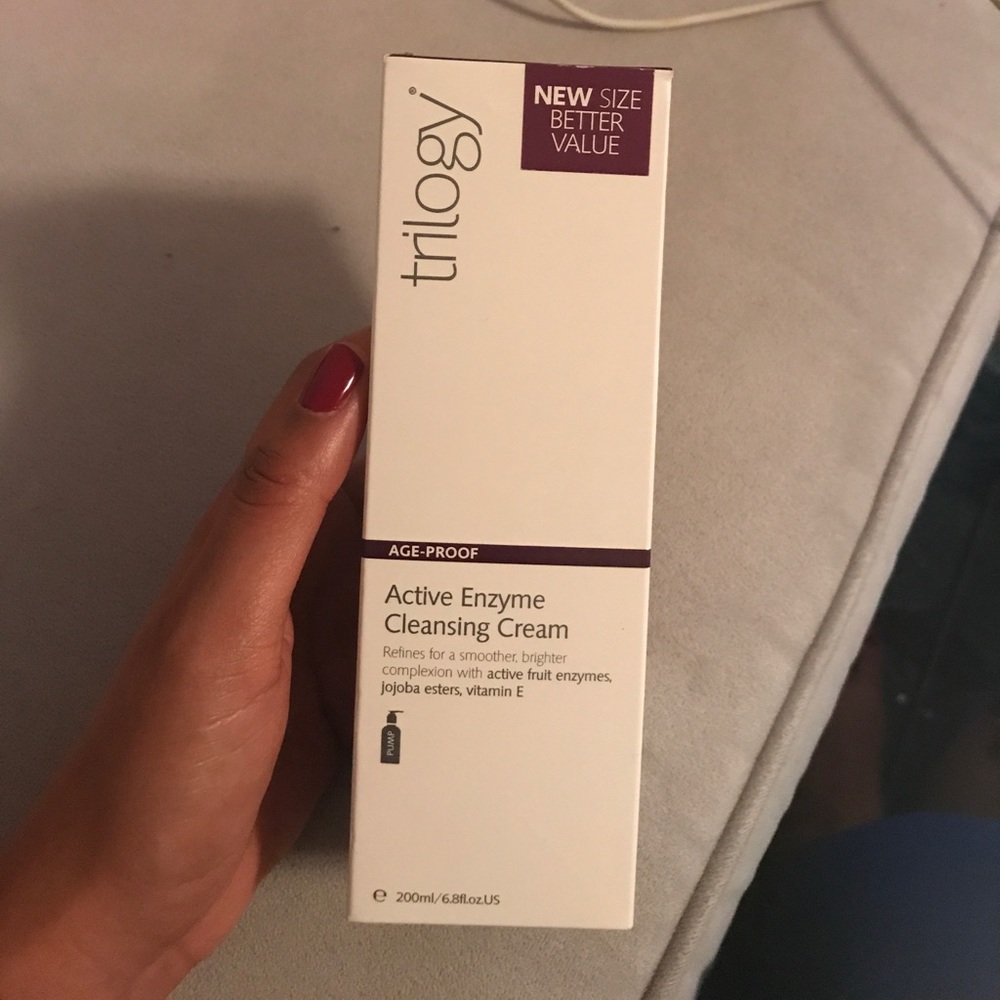 trilogy®
NEW SIZE
BETTER
VALUE
AGE-PROOF
Active Enzyme
Cleansing Cream
Refines for a smoother, brighter
complexion with active fruit enzymes,
jojoba esters, vitamin E
PUMP
e 200ml/6.8fl.oz.US